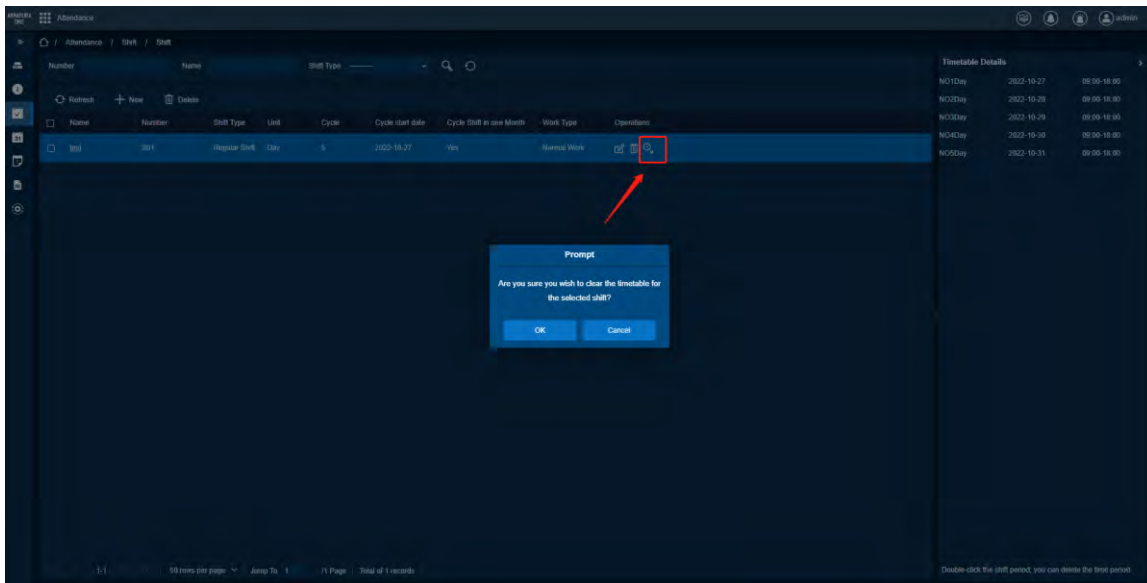 Attendance
admin
/ Attendance / Shift / Shift
Number Name Shift Type
Refresh New Delete
Name Number Shift Type Unit Cycle Cycle start date Cycle Shift in one Month Work Type Operations
Regular Shift Day 5 2022-10-27 Yes Normal Work
Timetable Details
NO1Day 2022-10-27 09:00-18:00
NO2Day 2022-10-28 09:00-18:00
NO3Day 2022-10-29 09:00-18:00
NO4Day 2022-10-30 09:00-18:00
NO5Day 2022-10-31 09:00-18:00
Prompt
Are you sure you wish to clear the timetable for
the selected shift?
OK Cancel
1-1 50 rows per page Jump To 1 /1 Page Total of 1 records
Double-click the shift period, you can delete the time period